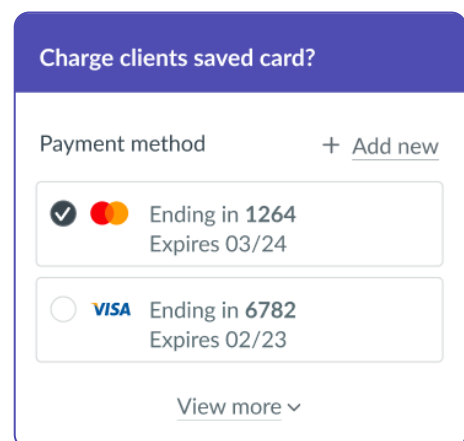 Charge clients saved card?
Payment method
+ Add new
Ending in 1264
Expires 03/24
VISA Ending in 6782
Expires 02/23
View more